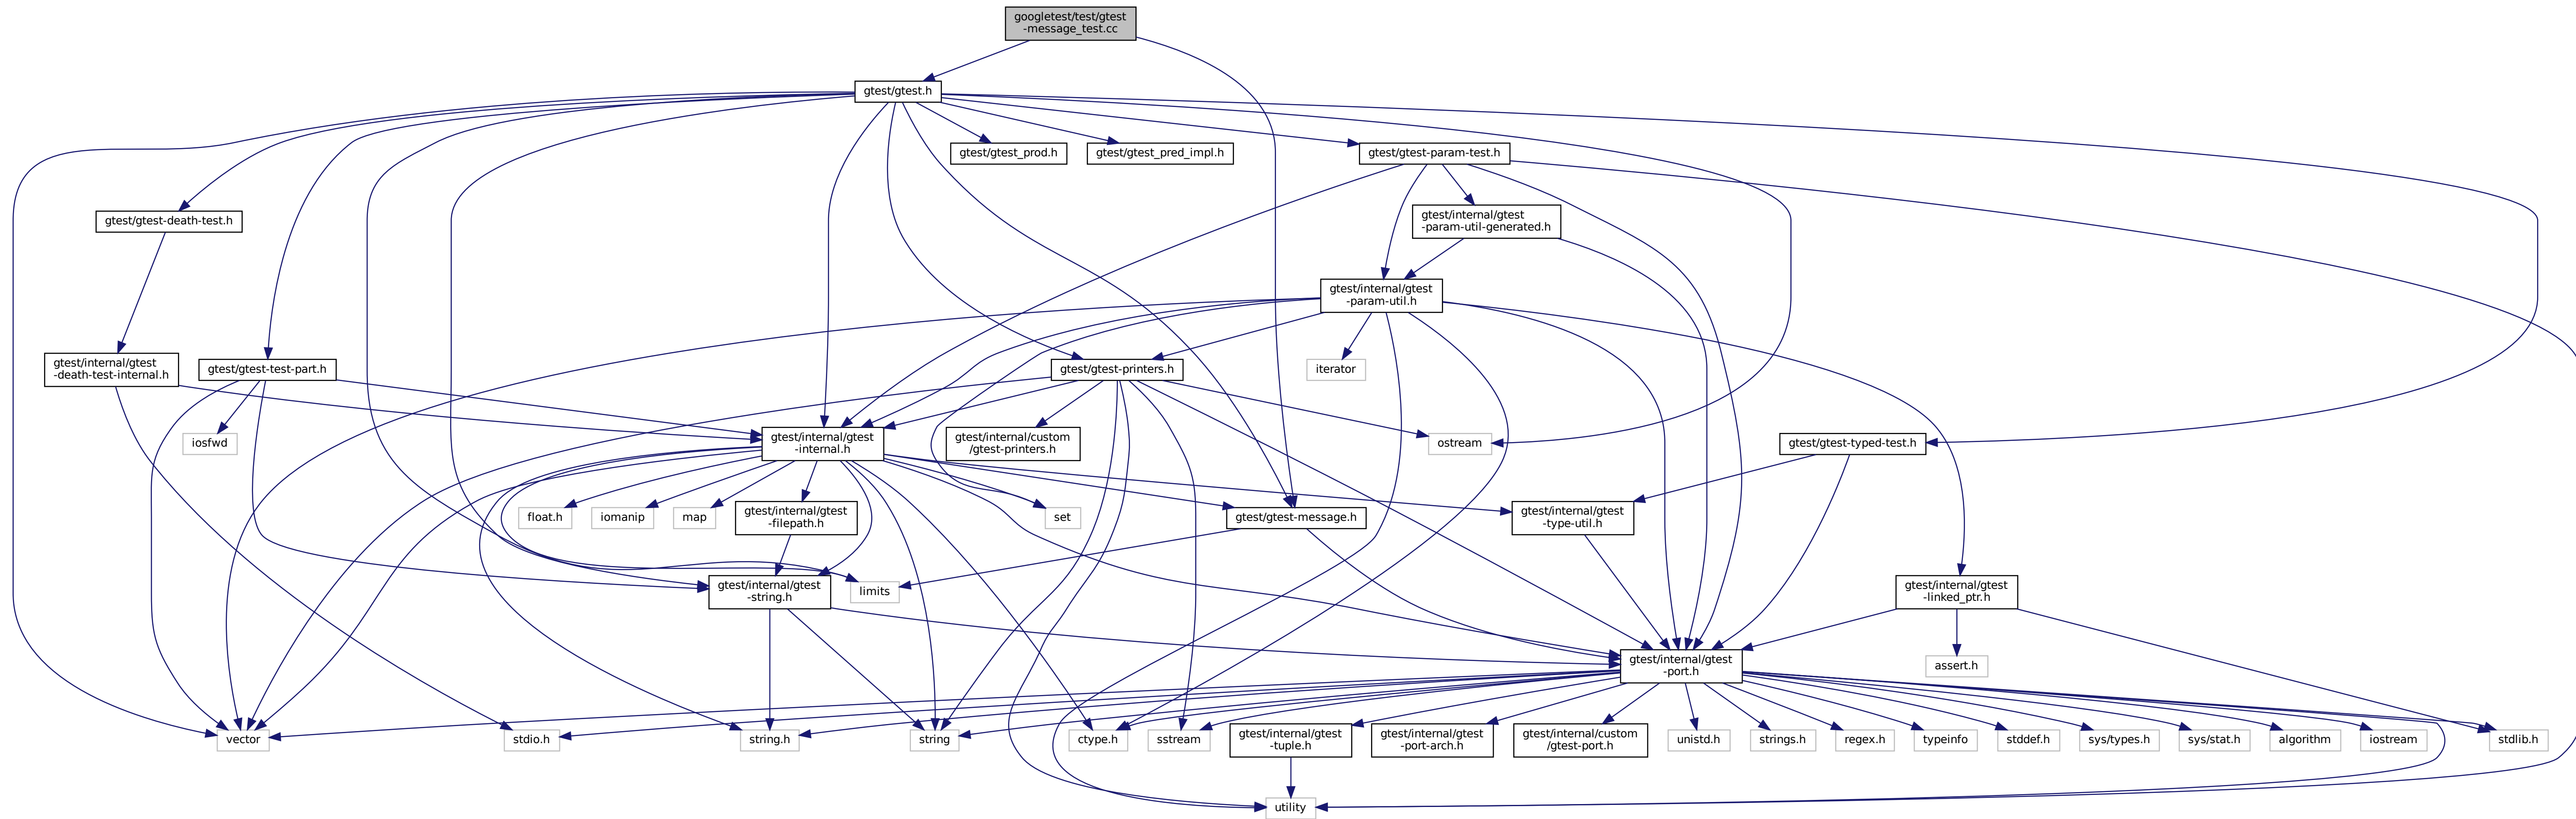 googletest/test/gtest
-message_test.cc
gtest/gtest.h
gtest/gtest_prod.h
gtest/gtest_pred_impl.h
gtest/gtest-param-test.h
gtest/gtest-death-test.h
gtest/internal/gtest
-param-util-generated.h
gtest/internal/gtest
-param-util.h
gtest/internal/gtest
-death-test-internal.h
gtest/gtest-test-part.h
gtest/gtest-printers.h
iterator
iosfwd
gtest/internal/gtest
-internal.h
gtest/internal/custom
/gtest-printers.h
ostream
gtest/gtest-typed-test.h
float.h
iomanip
map
gtest/internal/gtest
-filepath.h
set
gtest/gtest-message.h
gtest/internal/gtest
-type-util.h
gtest/internal/gtest
-string.h
limits
gtest/internal/gtest
-linked_ptr.h
gtest/internal/gtest
-port.h
assert.h
vector
stdio.h
string.h
string
ctype.h
sstream
gtest/internal/gtest
-tuple.h
gtest/internal/gtest
-port-arch.h
gtest/internal/custom
/gtest-port.h
unistd.h
strings.h
regex.h
typeinfo
stddef.h
sys/types.h
sys/stat.h
algorithm
iostream
stdlib.h
utility